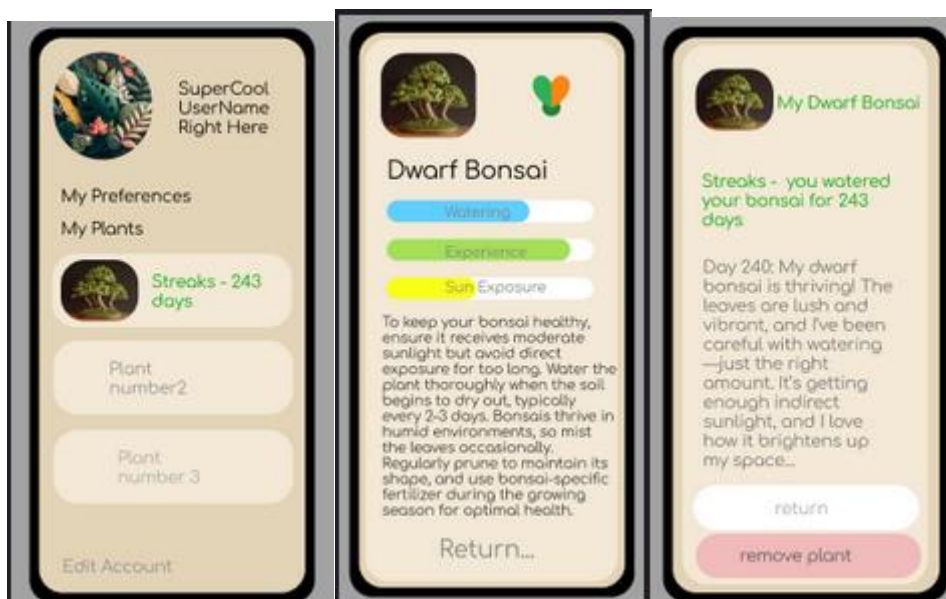 SuperCool
UserName
Right Here
My Preferences
My Plants
Streaks - 243
days
Plant
number2
Plant
number 3
Edit Account
Dwarf Bonsai
Watering
Experience
Sun Exposure
To keep your bonsai healthy,
ensure it receives moderate
sunlight but avoid direct
exposure for too long. Water the
plant thoroughly when the soil
begins to dry out, typically
every 2-3 days. Bonsais thrive in
humid environments, so mist
the leaves occasionally.
Regularly prune to maintain its
shape, and use bonsai-specific
fertilizer during the growing
season for optimal health.
Return...
My Dwarf Bonsai
Streaks - you watered
your bonsai for 243
days
Day 240: My dwarf
bonsai is thriving! The
leaves are lush and
vibrant, and I've been
careful with watering
—just the right
amount. It's getting
enough indirect
sunlight, and I love
how it brightens up
my space...
return
remove plant